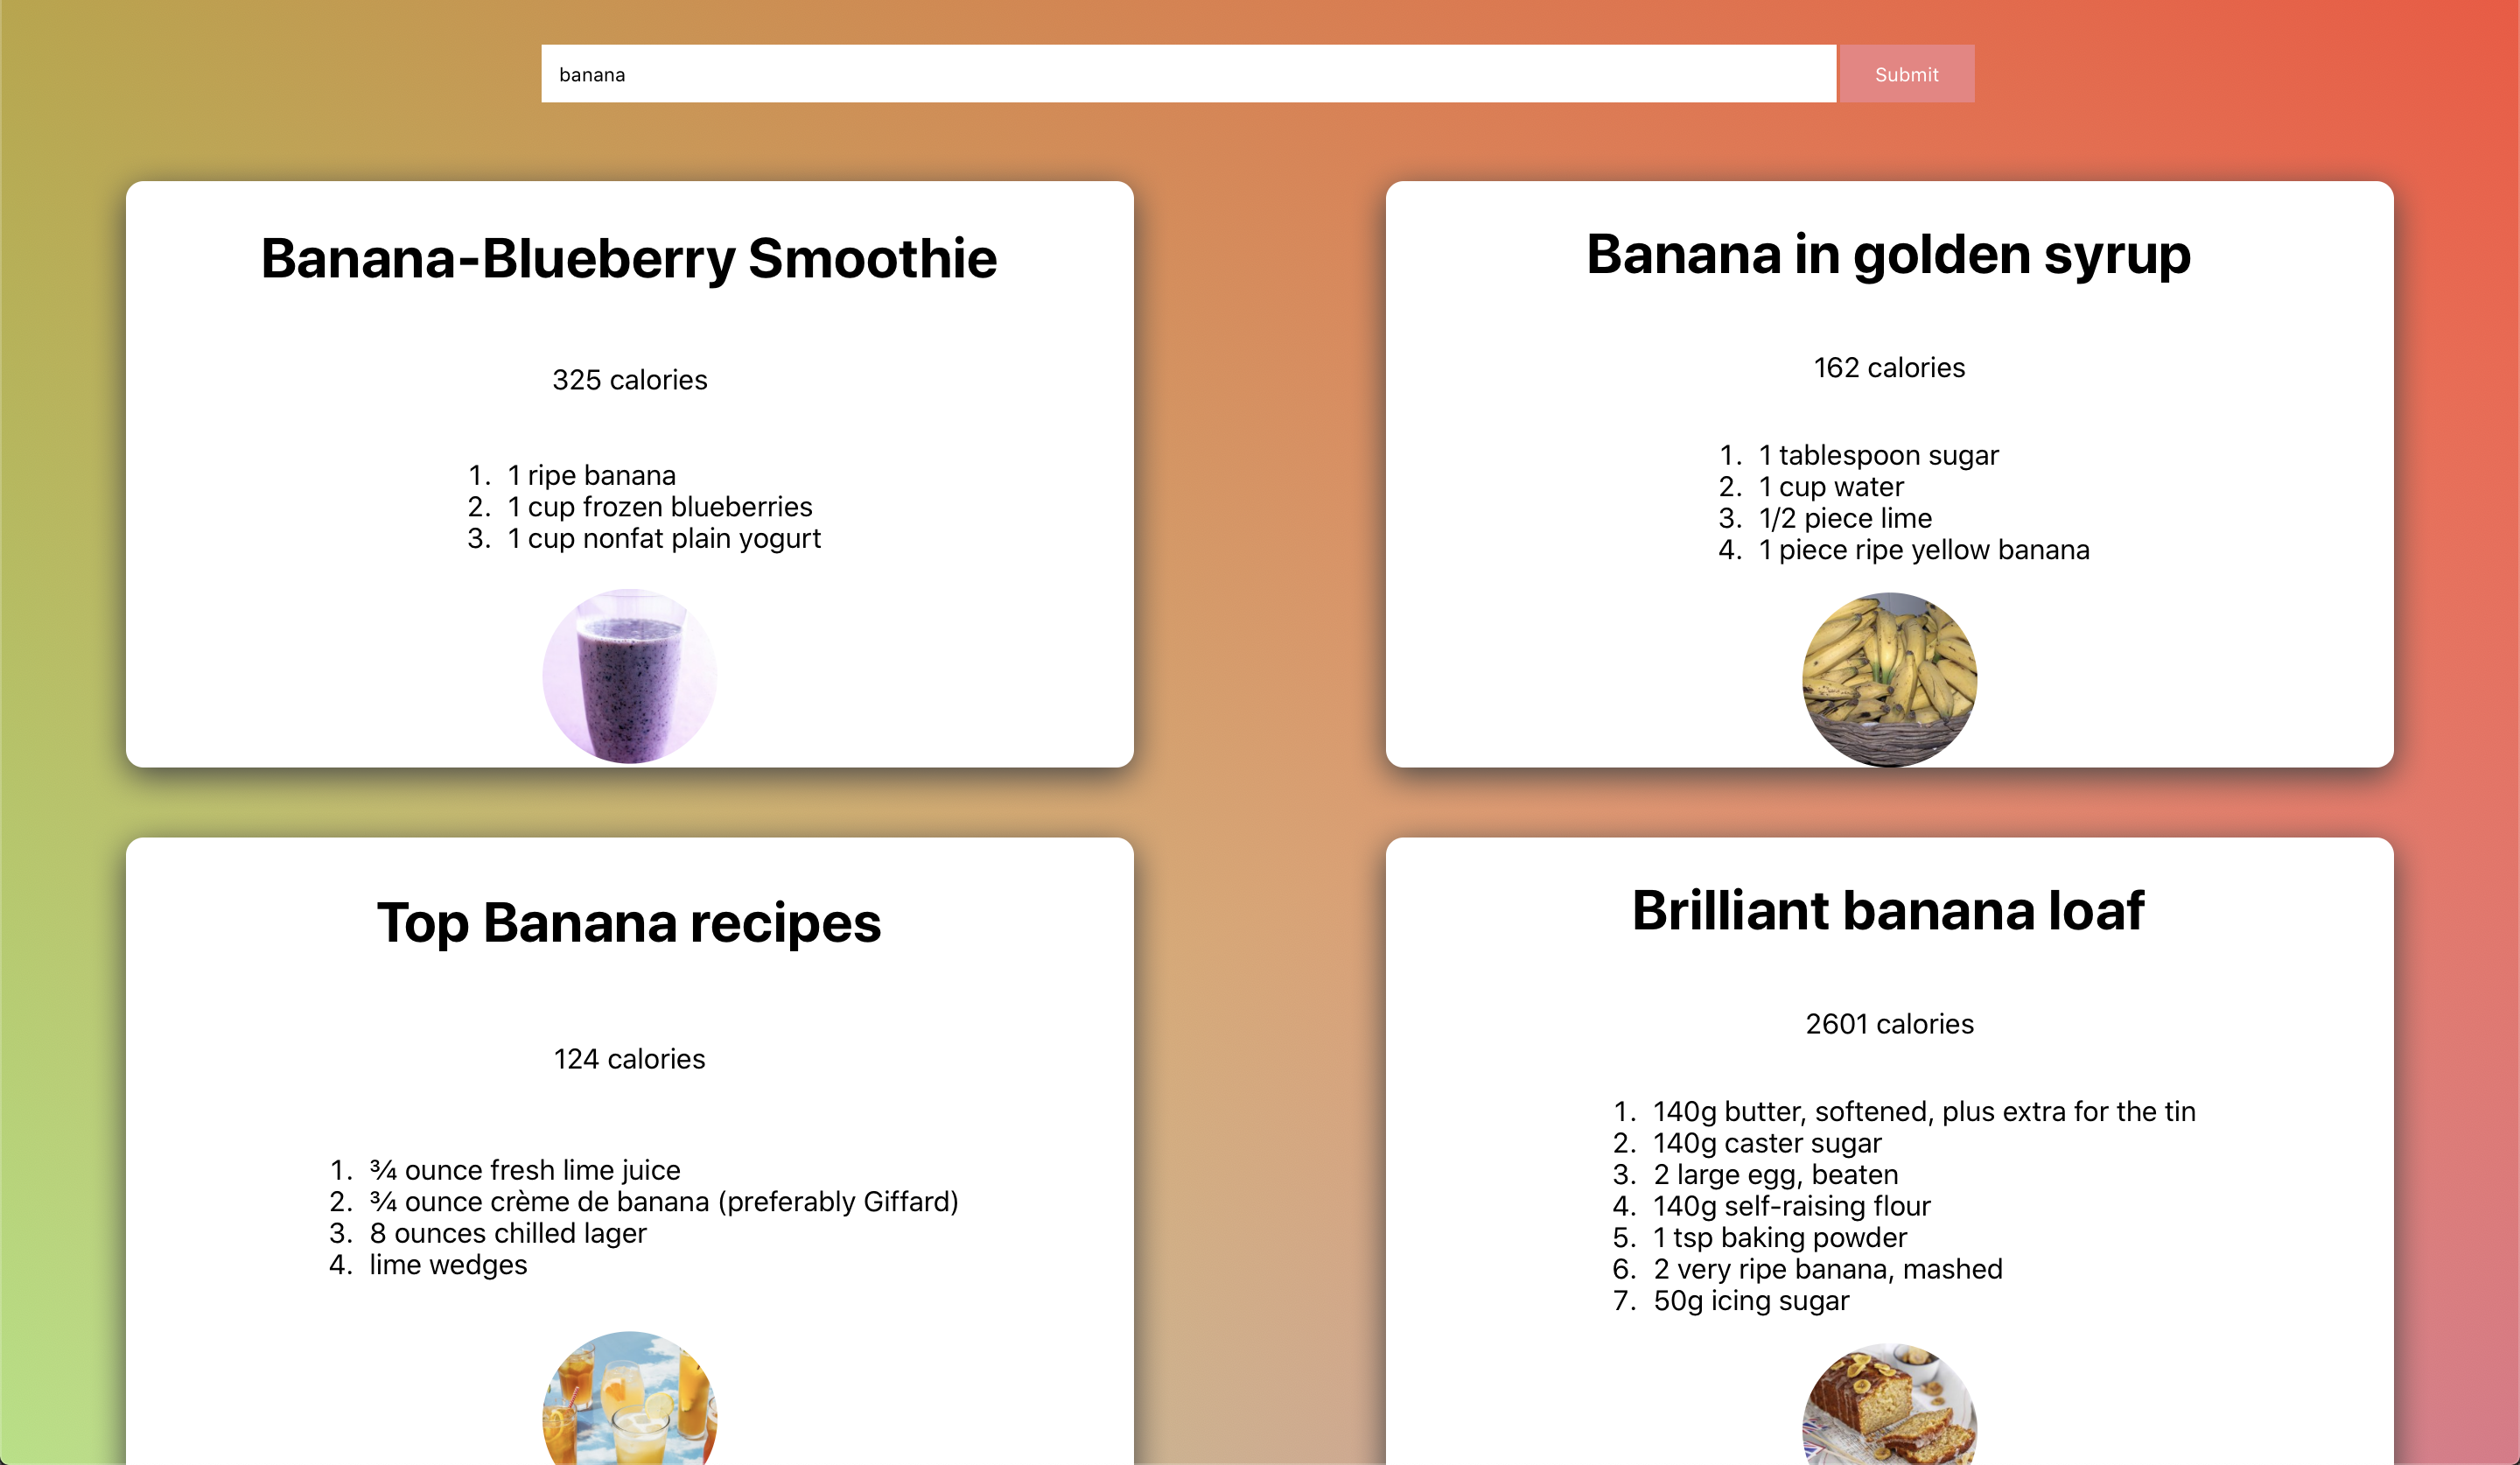 banana
Submit
Banana-Blueberry Smoothie
325 calories
1. 1 ripe banana
2. 1 cup frozen blueberries
3. 1 cup nonfat plain yogurt
Banana in golden syrup
162 calories
1. 1 tablespoon sugar
2. 1 cup water
3. 1/2 piece lime
4. 1 piece ripe yellow banana
Top Banana recipes
124 calories
1. ¾ ounce fresh lime juice
2. ¾ ounce crème de banana (preferably Giffard)
3. 8 ounces chilled lager
4. lime wedges
Brilliant banana loaf
2601 calories
1. 140g butter, softened, plus extra for the tin
2. 140g caster sugar
3. 2 large egg, beaten
4. 140g self-raising flour
5. 1 tsp baking powder
6. 2 very ripe banana, mashed
7. 50g icing sugar